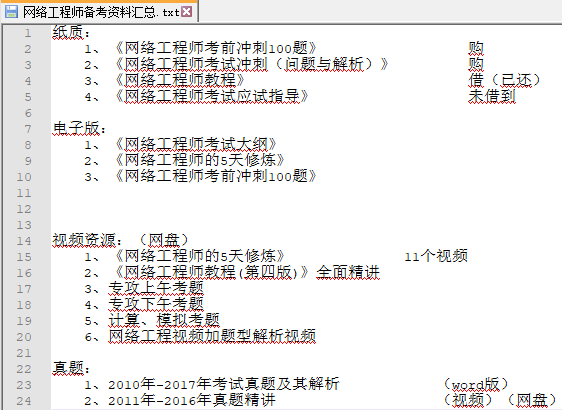 网络工程师备考资料汇总.txt
1 纸质：
2 1、《网络工程师考前冲刺100题》 购
3 2、《网络工程师考试冲刺（问题与解析）》 购
4 3、《网络工程师教程》 借（已还）
5 4、《网络工程师考试应试指导》 未借到
6
7 电子版：
8 1、《网络工程师考试大纲》
9 2、《网络工程师的5天修炼》
10 3、《网络工程师考前冲刺100题》
11
12
13
14 视频资源：（网盘）
15 1、《网络工程师的5天修炼》 11个视频
16 2、《网络工程师教程(第四版)》全面精讲
17 3、专攻上午考题
18 4、专攻下午考题
19 5、计算、模拟考题
20 6、网络工程视频加题型解析视频
21
22 真题：
23 1、2010年-2017年考试真题及其解析 （word版）
24 2、2011年-2016年真题精讲 （视频）（网盘）